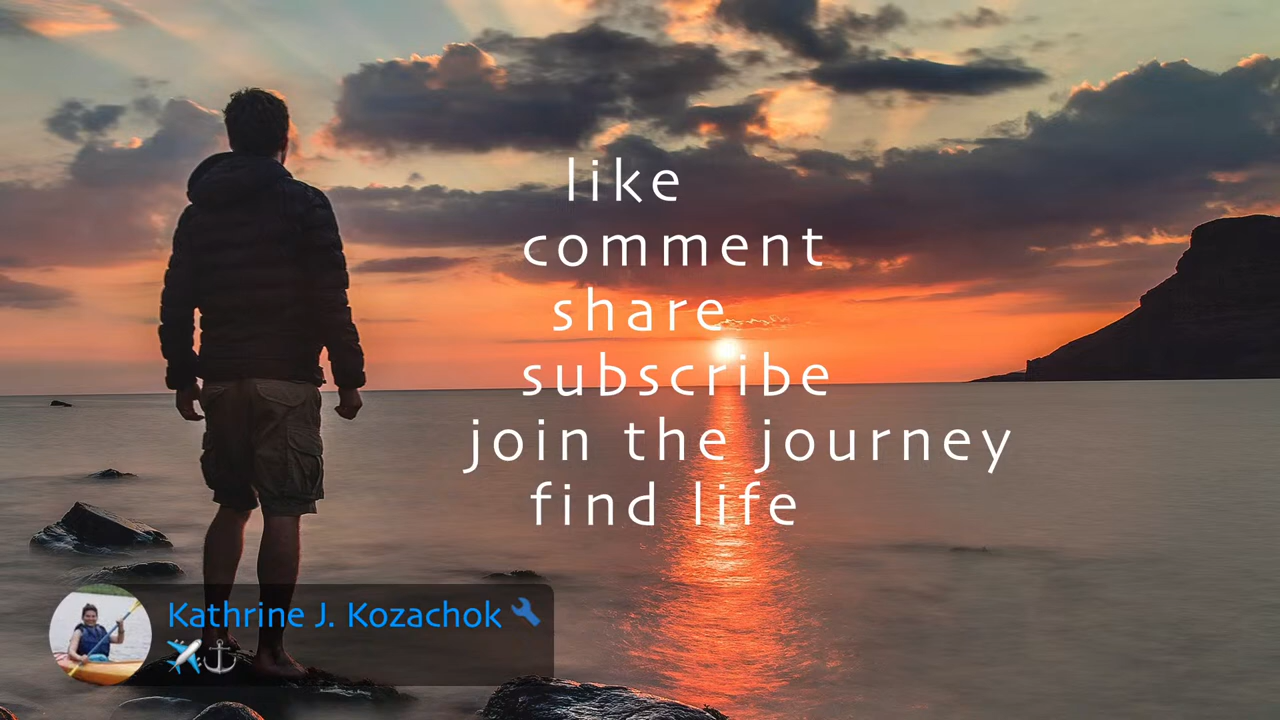 like
comment
share
subscribe
join the journey
find life
Kathrine J. Kozachok 🔧
✈️⚓